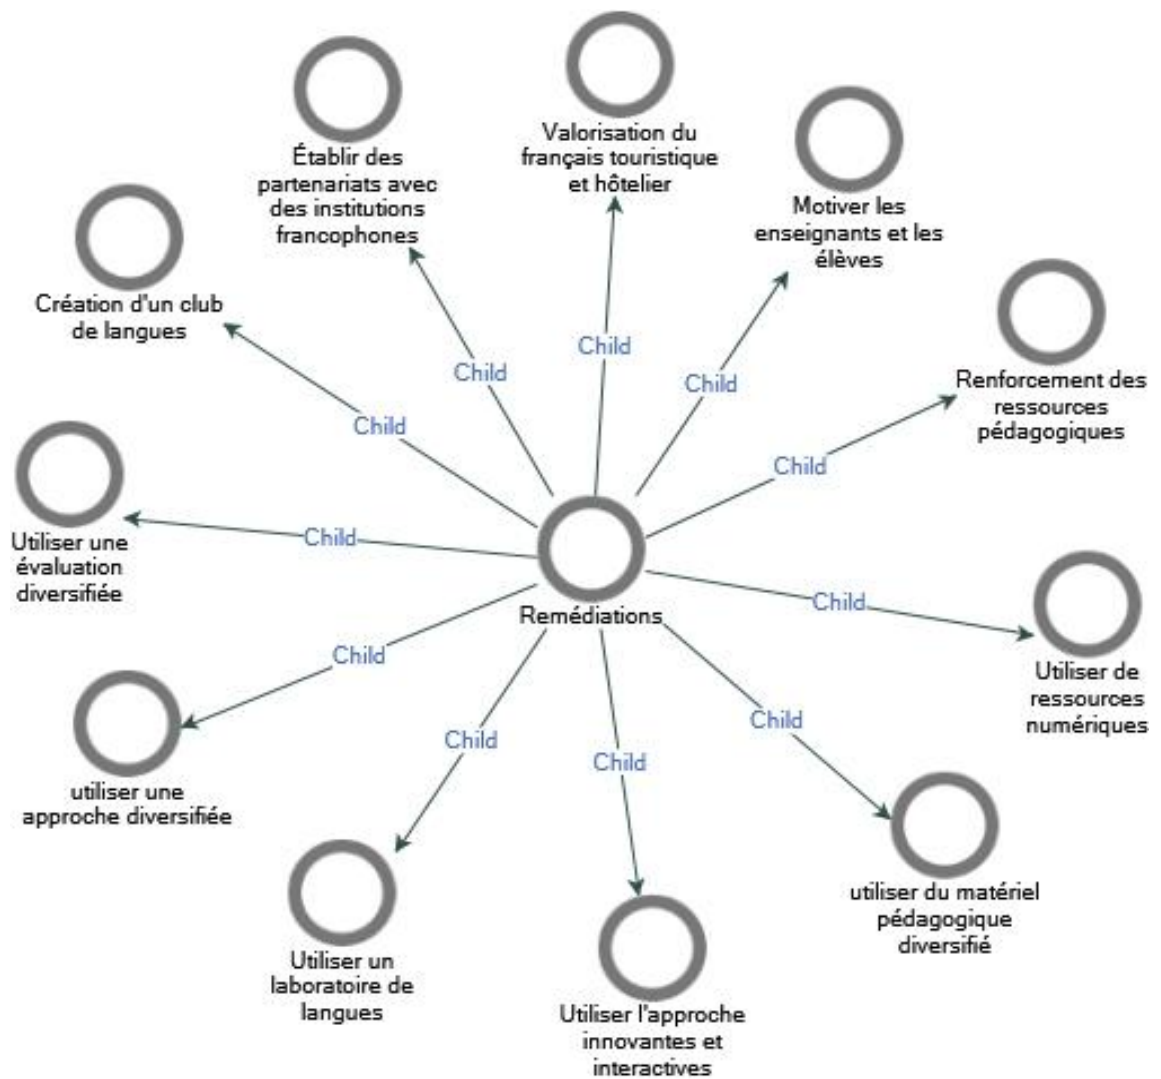 Valorisation du
français touristique
et hôtelier
Établir des
partenariats avec
des institutions
francophones
Motiver les
enseignants et les
élèves
Création d'un club
de langues
Renforcement des
ressources
pédagogiques
Child
Child
Child
Child
Child
Utiliser une
évaluation
diversifiée
Child
Remédiations
Child
Utiliser de
ressources
numériques
Child
utiliser une
approche diversifiée
Child
Child
Child
utiliser du matériel
pédagogique
diversifié
Utiliser un
laboratoire de
langues
Utiliser l'approche
innovantes et
interactives